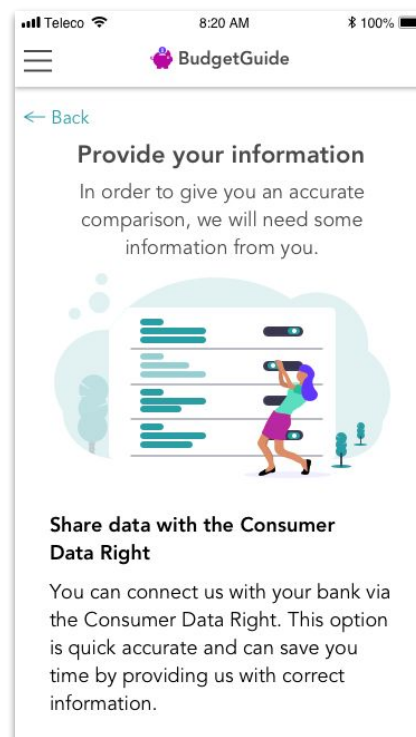 Teleco 8:20 AM 100%
BudgetGuide
← Back
Provide your information
In order to give you an accurate
comparison, we will need some
information from you.
Share data with the Consumer
Data Right
You can connect us with your bank via
the Consumer Data Right. This option
is quick accurate and can save you
time by providing us with correct
information.